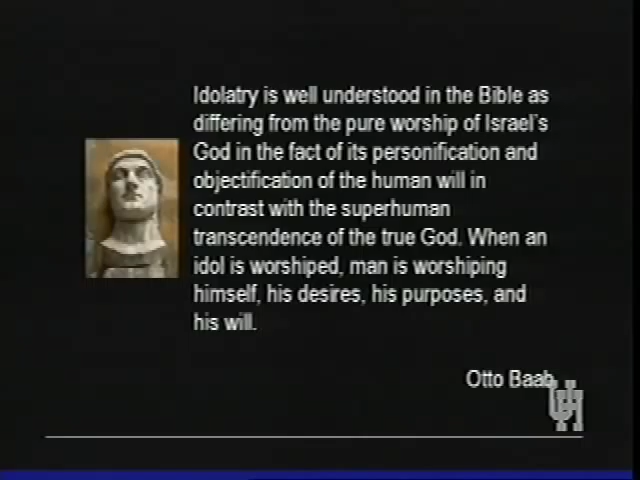 Idolatry is well understood in the Bible as
differing from the pure worship of Israel's
God in the fact of its personification and
objectification of the human will in
contrast with the superhuman
transcendence of the true God. When an
idol is worshiped, man is worshiping
himself, his desires, his purposes, and
his will.
Otto Baab
UH